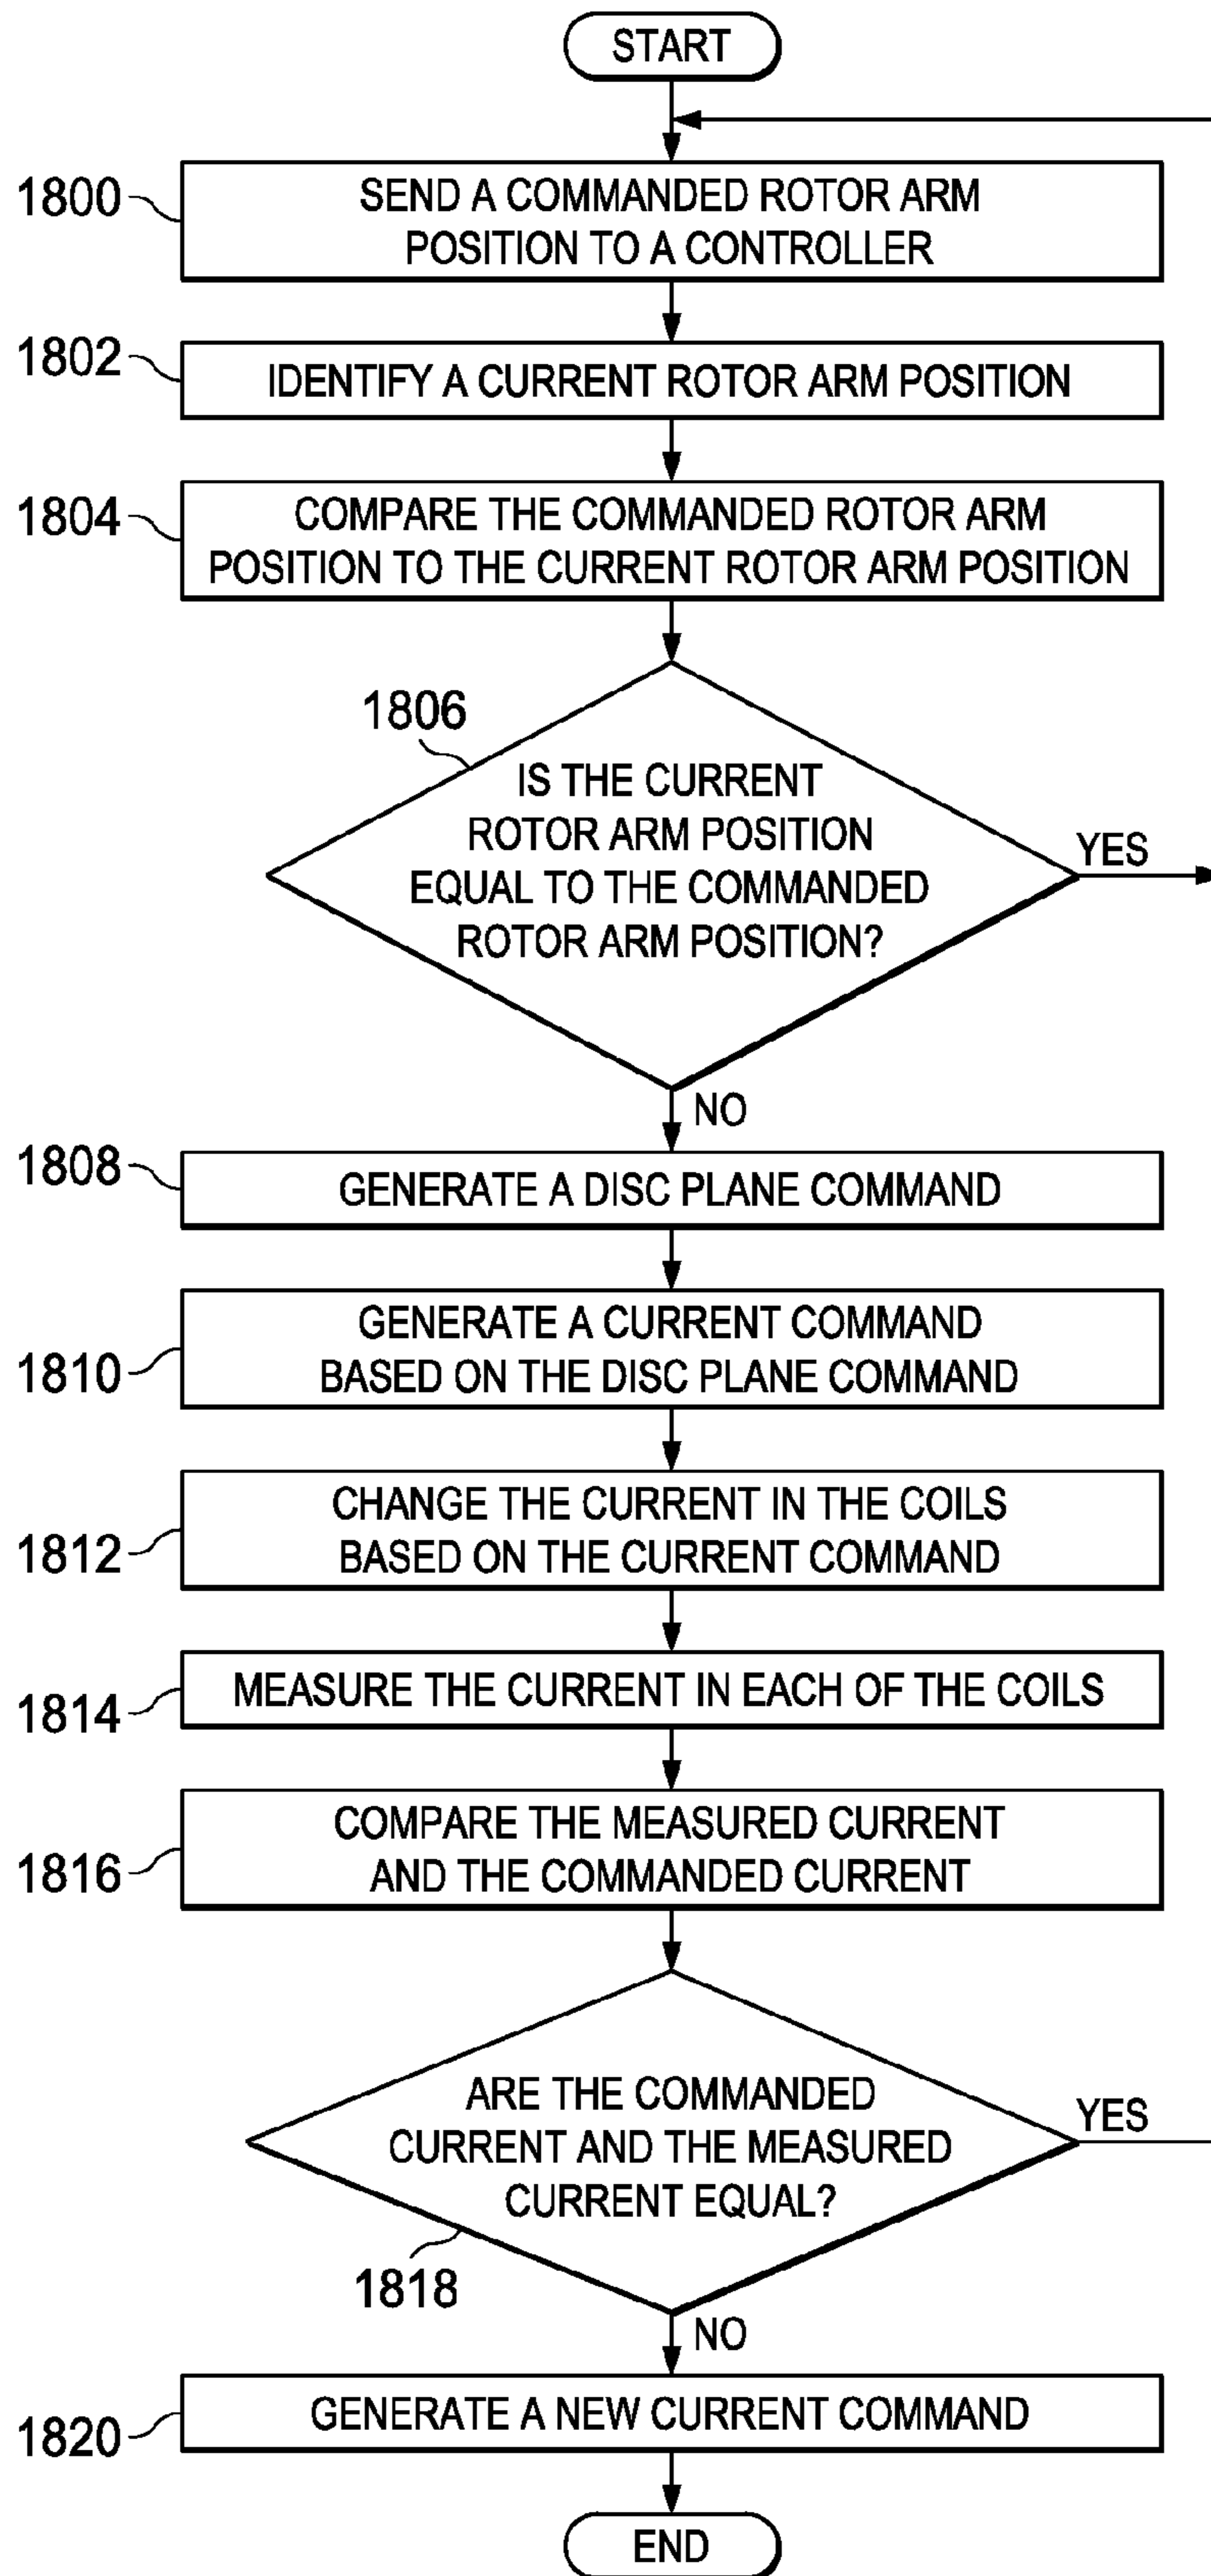 START
1800
SEND A COMMANDED ROTOR ARM
POSITION TO A CONTROLLER
1802
IDENTIFY A CURRENT ROTOR ARM POSITION
1804
COMPARE THE COMMANDED ROTOR ARM
POSITION TO THE CURRENT ROTOR ARM POSITION
1806
IS THE CURRENT
ROTOR ARM POSITION
EQUAL TO THE COMMANDED
ROTOR ARM POSITION?
YES
NO
1808
GENERATE A DISC PLANE COMMAND
1810
GENERATE A CURRENT COMMAND
BASED ON THE DISC PLANE COMMAND
1812
CHANGE THE CURRENT IN THE COILS
BASED ON THE CURRENT COMMAND
1814
MEASURE THE CURRENT IN EACH OF THE COILS
1816
COMPARE THE MEASURED CURRENT
AND THE COMMANDED CURRENT
ARE THE COMMANDED
CURRENT AND THE MEASURED
CURRENT EQUAL?
YES
1818
NO
1820
GENERATE A NEW CURRENT COMMAND
END